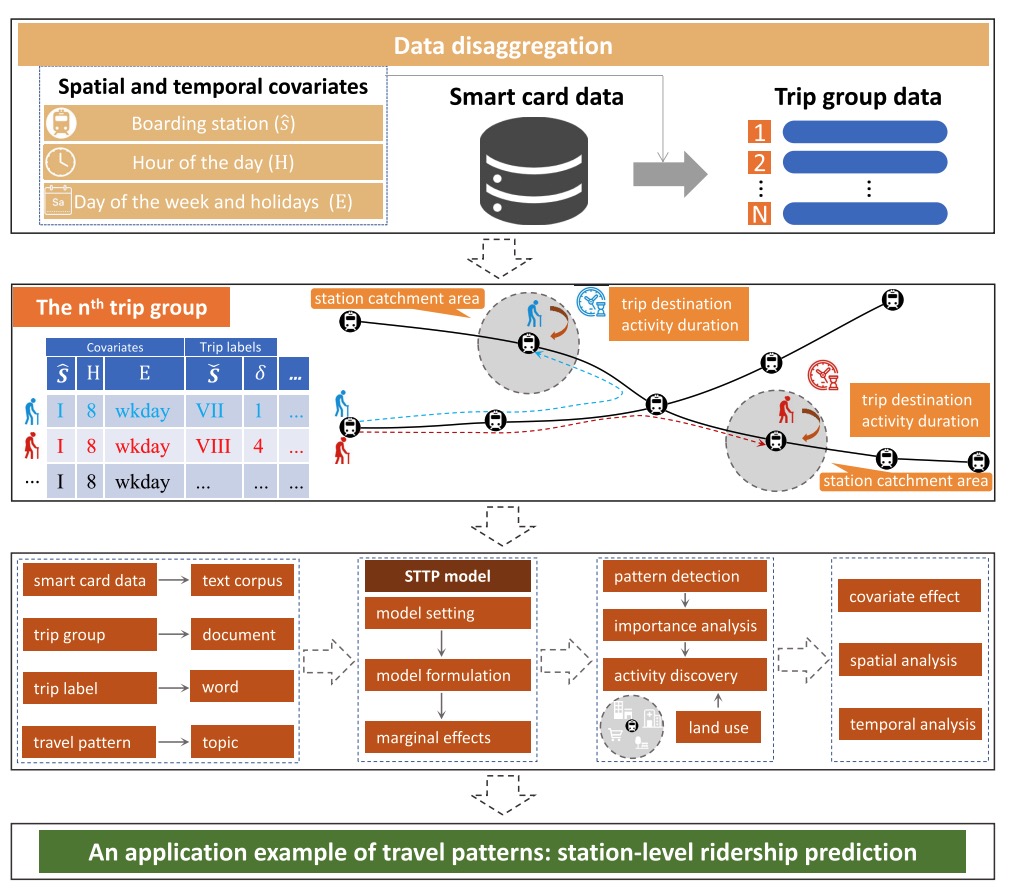 Data disaggregation
Spatial and temporal covariates
Boarding station (ŝ)
Hour of the day (H)
Sa
Day of the week and holidays (E)
Smart card data
Trip group data
1
2
⋮ ⋮
N
The nth trip group
Covariates Trip labels
ŝ H E š δ ...
I 8 wkday VII 1 ...
I 8 wkday VIII 4 ...
... I 8 wkday ... ... ...
station catchment area
trip destination
activity duration
trip destination
activity duration
station catchment area
smart card data
text corpus
trip group
document
trip label
word
travel pattern
topic
STTP model
model setting
model formulation
marginal effects
pattern detection
importance analysis
activity discovery
land use
covariate effect
spatial analysis
temporal analysis
An application example of travel patterns: station-level ridership prediction